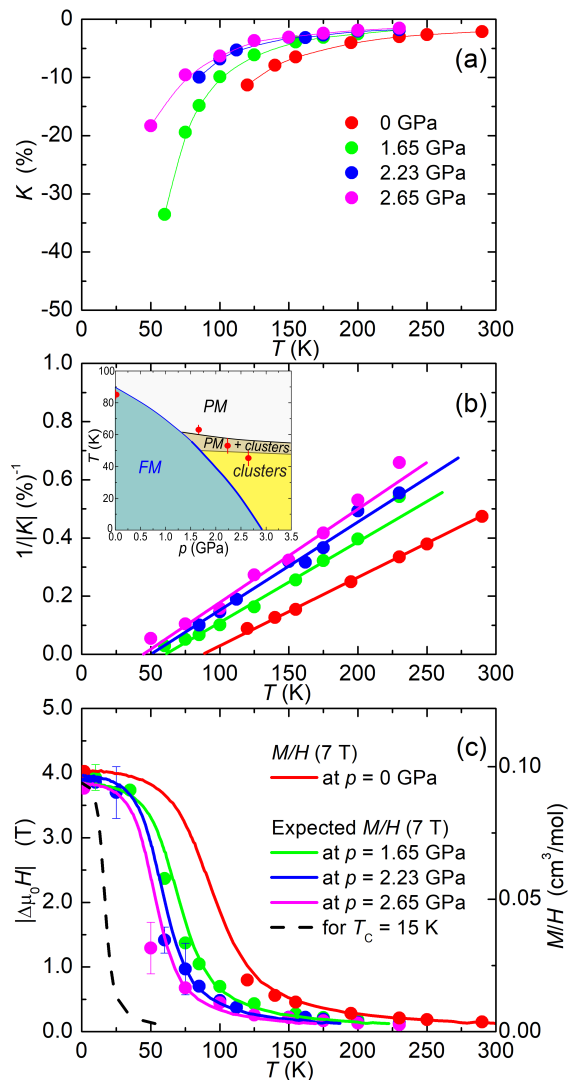 0
(a)
-10
0 GPa
-20
1.65 GPa
K (%)
2.23 GPa
-30
2.65 GPa
-40
-50
0 50 100 150 200 250 300
T (K)
1.0
(b)
100
80
PM
0.8
60
T (K)
PM + clusters
40
FM
clusters
0.6
20
0
0.0 0.5 1.0 1.5 2.0 2.5 3.0 3.5
p (GPa)
1/|K| (%)⁻¹
0.4
0.2
0.0
0 50 100 150 200 250 300
T (K)
5.0
(c)
M/H (7 T)
4.0
at p = 0 GPa
0.10
Expected M/H (7 T)
3.0
at p = 1.65 GPa
|Δμ₀H| (T)
at p = 2.23 GPa
M/H (cm³/mol)
2.0
at p = 2.65 GPa
0.05
for T_C = 15 K
1.0
0.0
0.00
0 50 100 150 200 250 300
T (K)